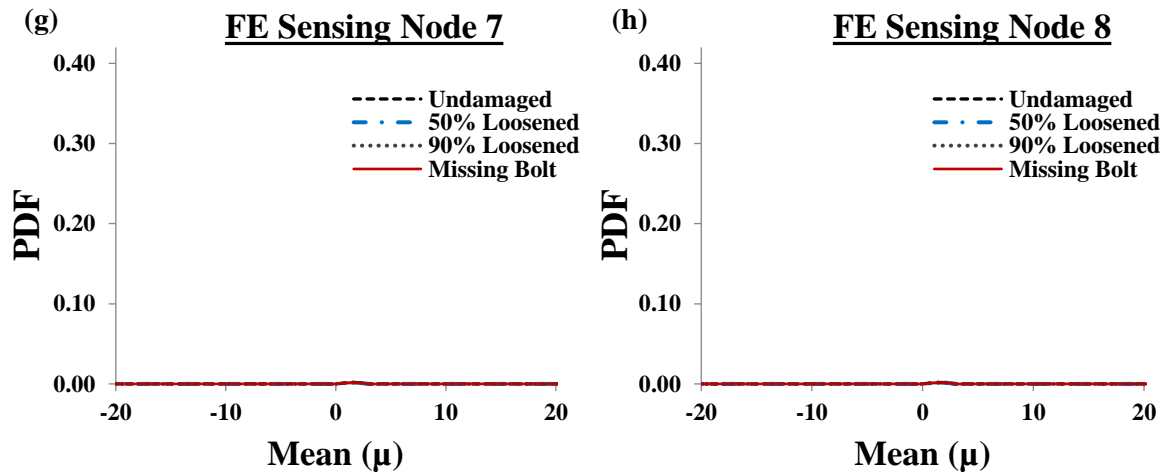 (g)
FE Sensing Node 7
0.40
0.30
0.20
0.10
0.00
PDF
Undamaged
50% Loosened
90% Loosened
Missing Bolt
-20
-10
0
10
20
Mean (μ)
(h)
FE Sensing Node 8
0.40
0.30
0.20
0.10
0.00
PDF
Undamaged
50% Loosened
90% Loosened
Missing Bolt
-20
-10
0
10
20
Mean (μ)